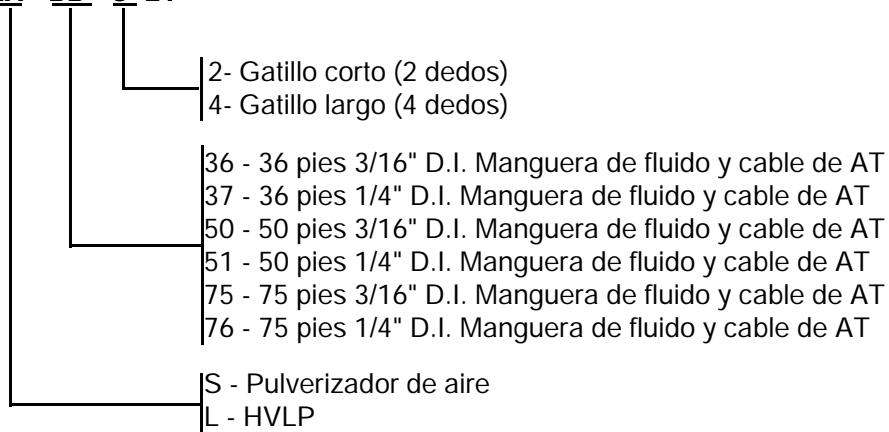 2- Gatillo corto (2 dedos)
4- Gatillo largo (4 dedos)
36 - 36 pies 3/16" D.I. Manguera de fluido y cable de AT
37 - 36 pies 1/4" D.I. Manguera de fluido y cable de AT
50 - 50 pies 3/16" D.I. Manguera de fluido y cable de AT
51 - 50 pies 1/4" D.I. Manguera de fluido y cable de AT
75 - 75 pies 3/16" D.I. Manguera de fluido y cable de AT
76 - 75 pies 1/4" D.I. Manguera de fluido y cable de AT
S - Pulverizador de aire
L - HVLP